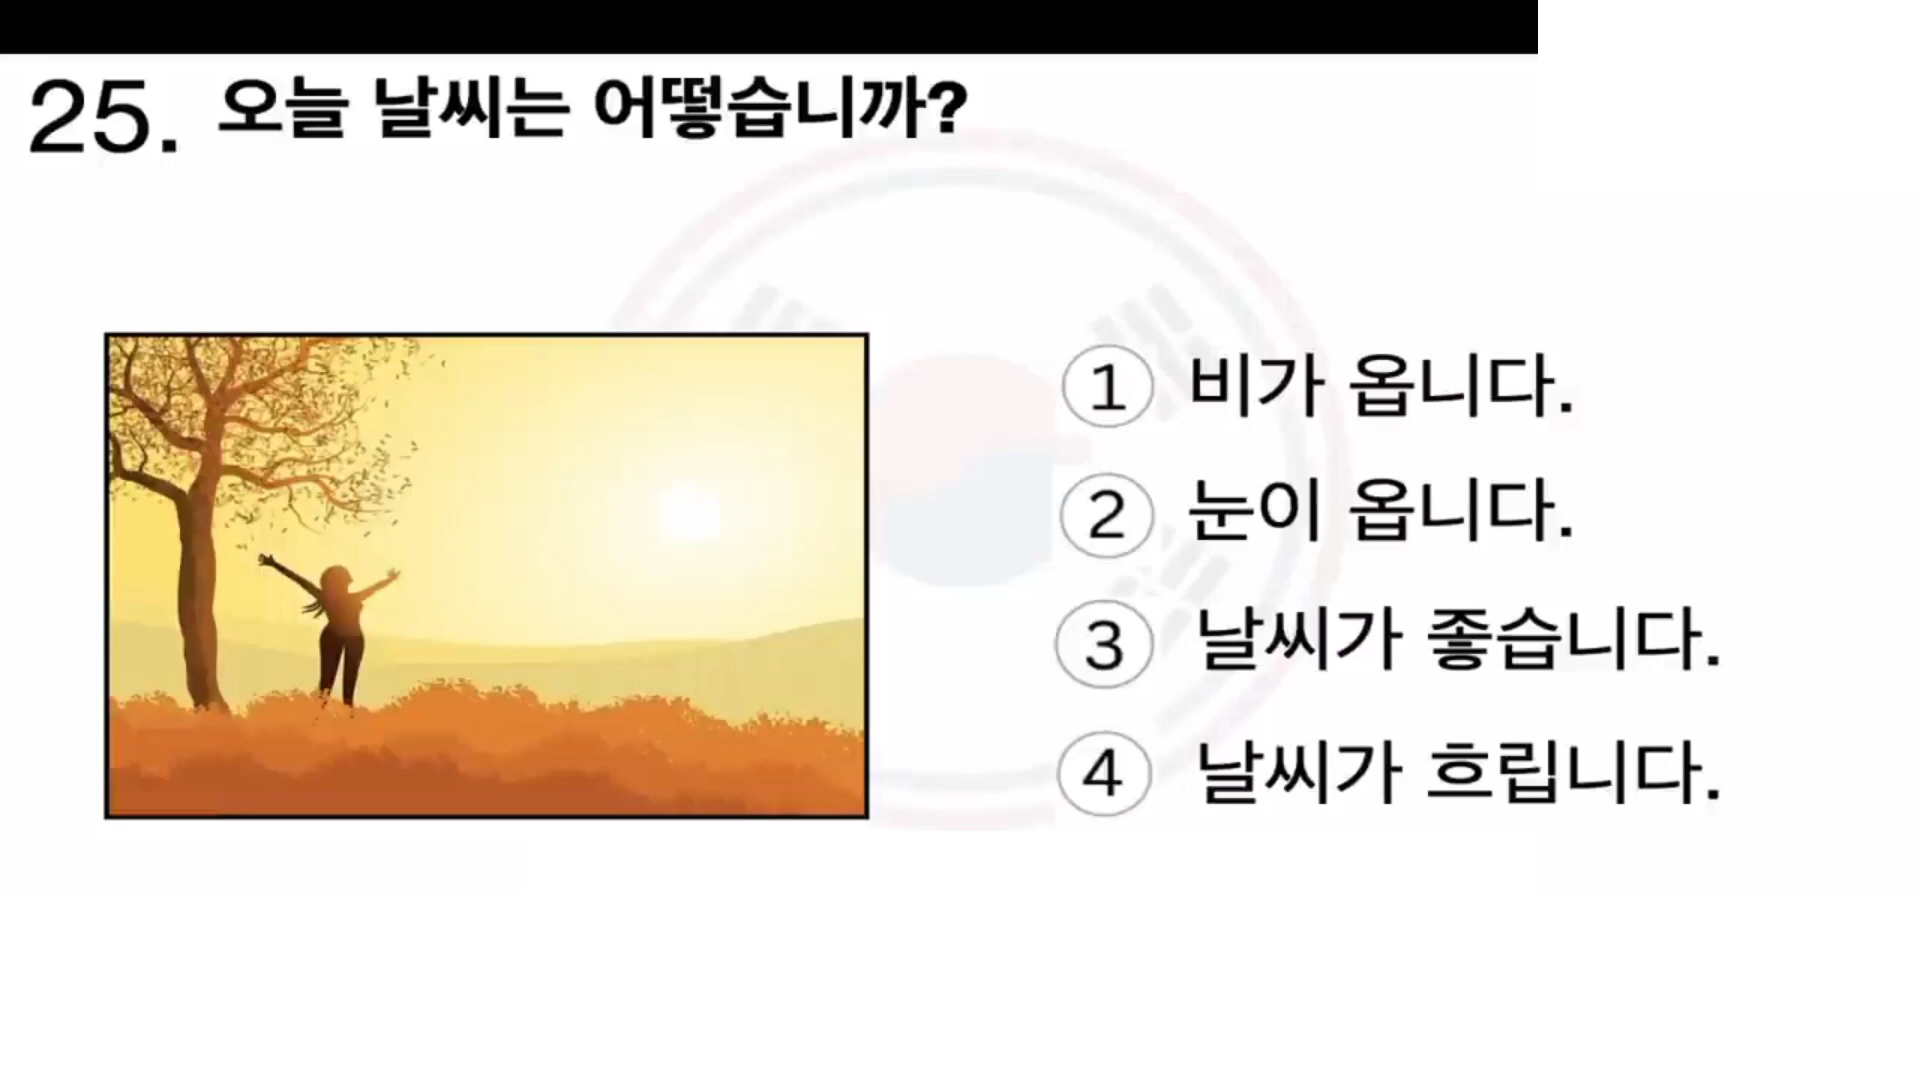 25. 오늘 날씨는 어떻습니까?
① 비가 옵니다.
② 눈이 옵니다.
③ 날씨가 좋습니다.
④ 날씨가 흐립니다.